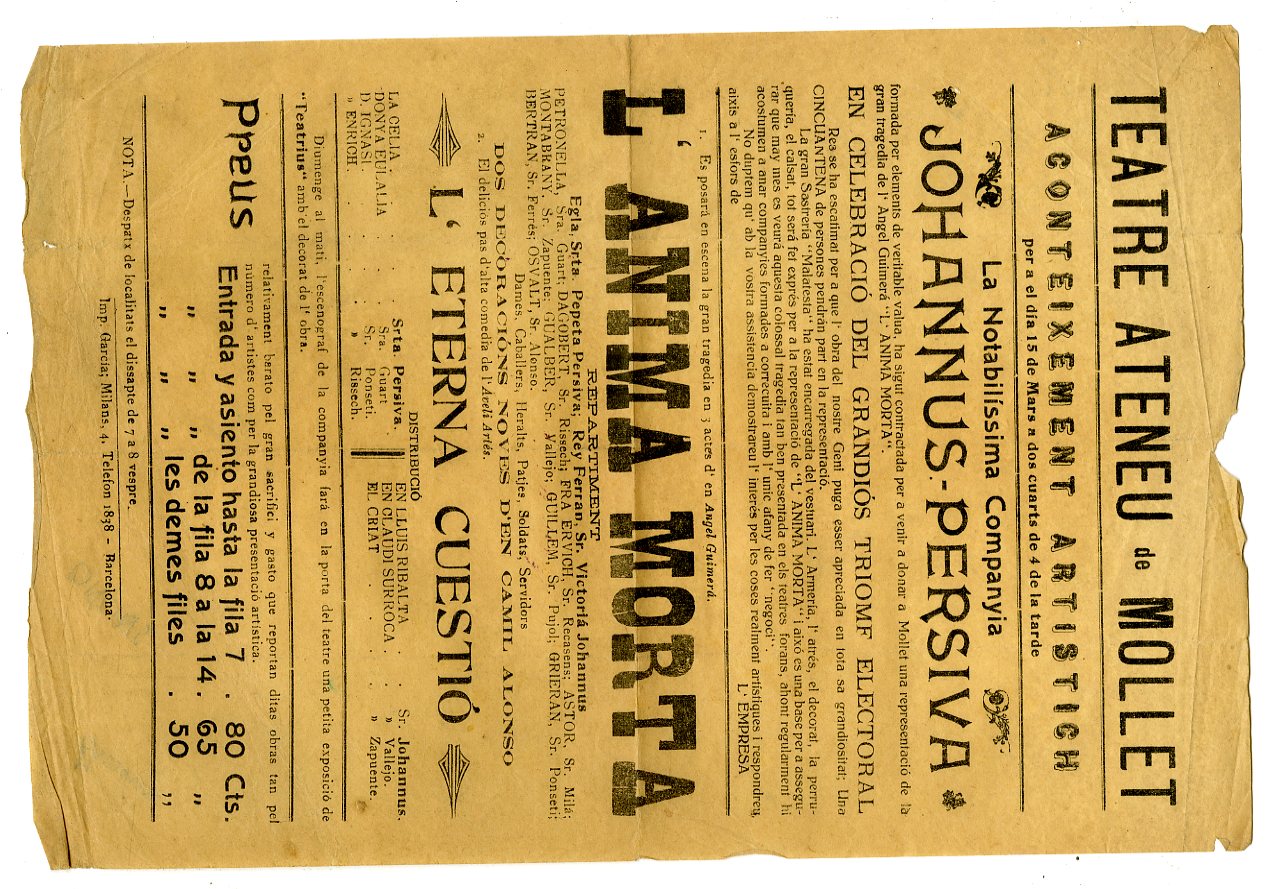 TEATRE ATENEU de MOLLET
ACONTEIXEMENT ARTISTICH
per a el día 15 de Mars a dos cuarts de 4 de la tarde
La Notabilíssima Companyia
JOHANNUS-PERSIVA
formada per elements de veritable valua, ha sigut contractada per a venir a donar a Mollet una representació de la
gran tragedia de l' Angel Guimerá "L' ANIMA MORTA".
EN CELEBRACIÓ DEL GRANDIÓS TRIOMF ELECTORAL
Res se ha escatimat per a que l' obra del nostre Geni puga esser apreciada en tota sa grandiositat; Una
CINCUANTENA de persones pendrán part en la representació.
La gran Sastrería "Malatesta" ha estat encarregada del vestuari. L' Armería, l' atrés, el decorat, la perru-
quería, el calsat, tot será fet exprés per a la representació de "L' ANIMA MORTA" i aixó es una base per a assegu-
rar que may mes es veurá aquesta colossal tragedia tan ben presentada en els teatres forans, ahont regularment hi
acostumen a anar companyies formades a correcuita i amb l' unic afany de fer "negoci".
No duptem qu' ab la vostra assistencia demostrareu l' interés per les coses realment artístiques i respondreu,
aixis a l' esfors de L' EMPRESA
1. Es posará en escena la gran tragedia en 3 actes d' en Angel Guimerá.
L' ANIMA MORTA
REPARTIMENT
Egla, Srta. Pepeta Persiva; Rey Ferran, Sr. Victoriá Johannus
PETRONELLA, Sra. Guart; DAGOBERT, Sr. Rissech; FRA ERVICH, Sr. Recasens; ASTOR, Sr. Milá;
MONTABRANY, Sr. Zapuente; GUALBER, Sr. Vallejo; GUILLEM, Sr. Pujol; GRIERAN, Sr. Ponseti;
BERTRAN, Sr. Ferrés; OSVALT, Sr. Alonso.
Dames, Caballers, Heralts, Patjes, Soldats, Servidors
DOS DECORACIÓNS NOVES D'EN CAMIL ALONSO
2. El deliciós pas d'alta comedia de l'Aveli Artés.
L' ETERNA CUESTIÓ
DISTRIBUCIÓ
LA CELIA . . . . . Srta. Persiva.
DONYA EULALIA . . . Sra. Guart
D. IGNASI . . . . . Sr. Ponseti.
» ENRICH . . . . . » Rissech.
EN LLUIS RIBALTA . . Sr. Johannus.
EN CLAUDI SURROCA . . » Vallejo.
EL CRIAT . . . . » Zapuente.
Diumenge al mati, l'escenograf de la companyia fará en la porta del teatre una petita exposició de
"Teatrius" amb'el decorat de l' obra.
Preus
relativament barato pel gran sacrifici y gasto que reportan ditas obras tan pel
número d' artistes com per la grandiosa presentació artística.
Entrada y asiento hasta la fila 7 . 80 Cts.
„ „ „ de la fila 8 a la 14 . 65 „
„ „ „ les demes files . 50 „
NOTA.—Despatx de localitats el dissapte de 7 a 8 vespre.
Imp. García; Milans, 4, Telefon 1838 - Barcelona.